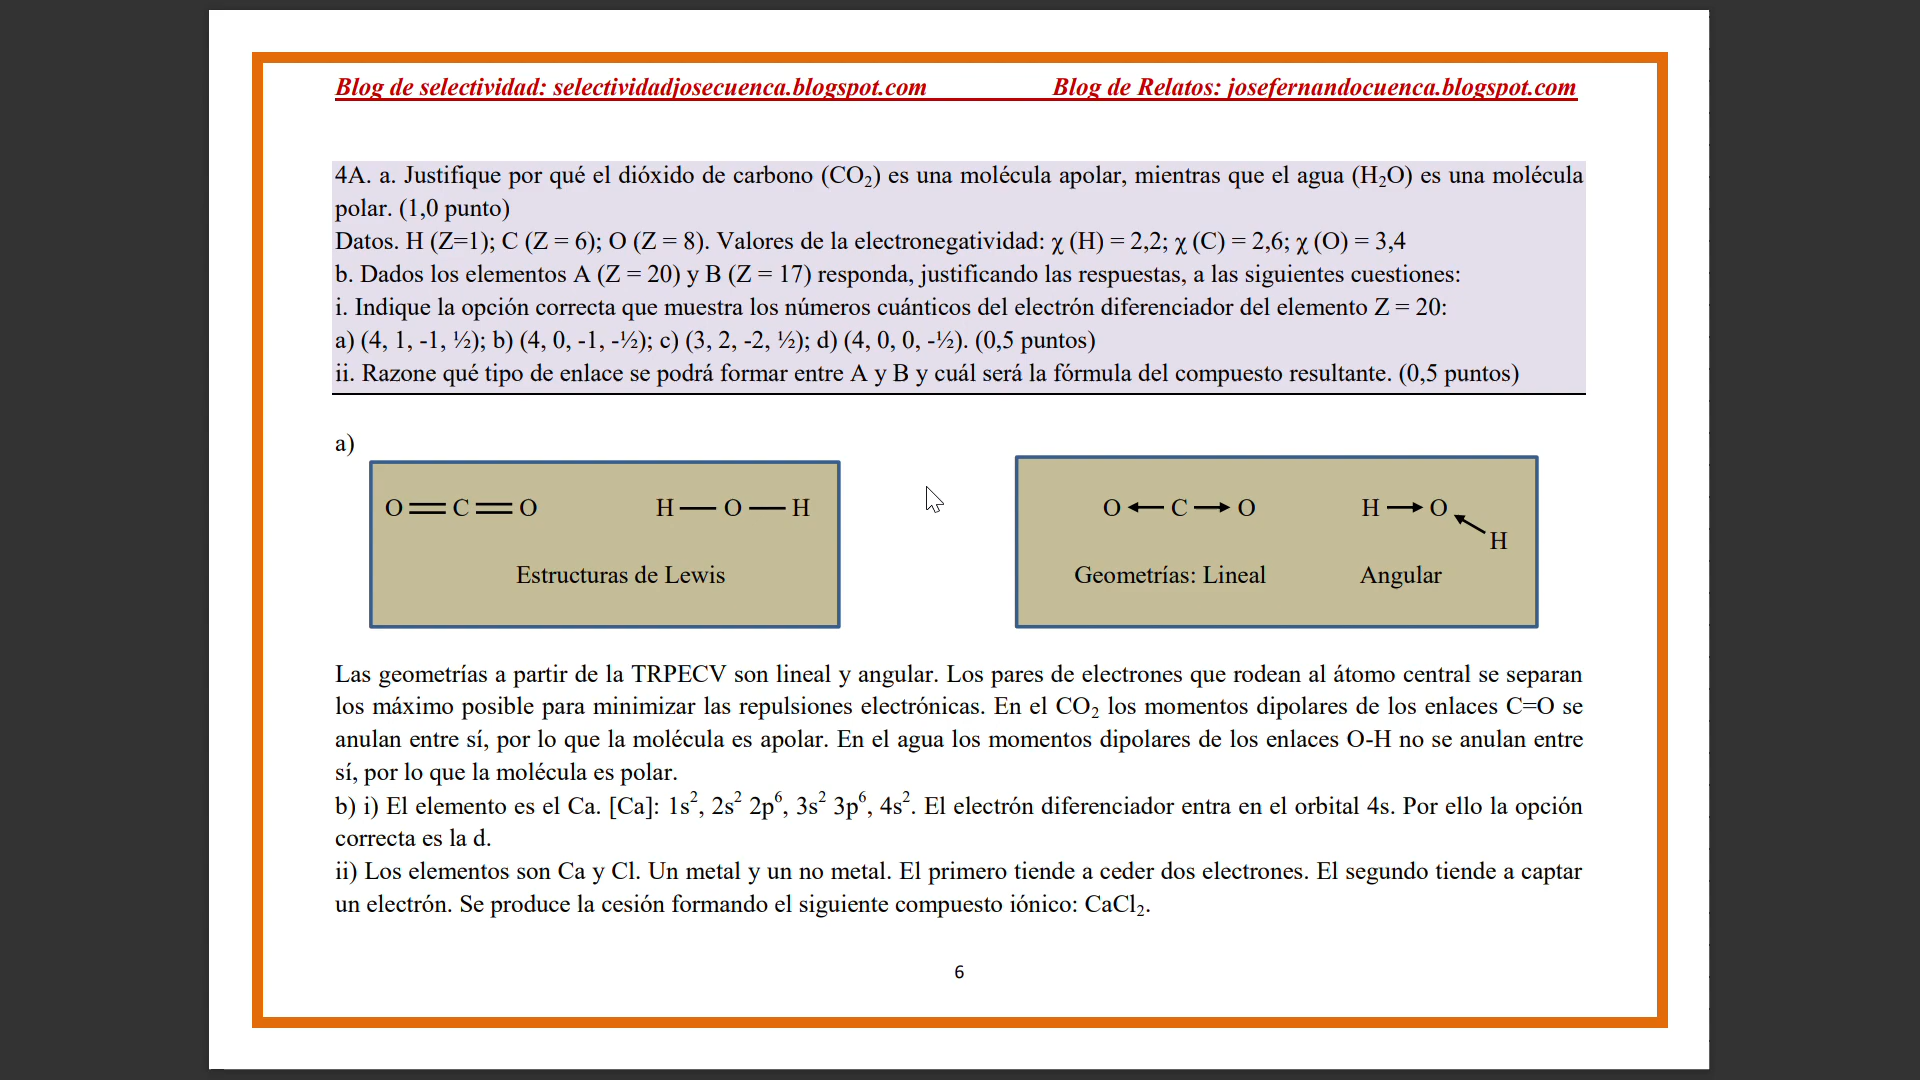 Blog de selectividad: selectividadjosecuenca.blogspot.com Blog de Relatos: josefernandocuenca.blogspot.com
4A. a. Justifique por qué el dióxido de carbono (CO₂) es una molécula apolar, mientras que el agua (H₂O) es una molécula
polar. (1,0 punto)
Datos. H (Z=1); C (Z = 6); O (Z = 8). Valores de la electronegatividad: χ (H) = 2,2; χ (C) = 2,6; χ (O) = 3,4
b. Dados los elementos A (Z = 20) y B (Z = 17) responda, justificando las respuestas, a las siguientes cuestiones:
i. Indique la opción correcta que muestra los números cuánticos del electrón diferenciador del elemento Z = 20:
a) (4, 1, -1, ½); b) (4, 0, -1, -½); c) (3, 2, -2, ½); d) (4, 0, 0, -½). (0,5 puntos)
ii. Razone qué tipo de enlace se podrá formar entre A y B y cuál será la fórmula del compuesto resultante. (0,5 puntos)
a)
O C O H O H
Estructuras de Lewis
O C O H O
H
Geometrías: Lineal Angular
Las geometrías a partir de la TRPECV son lineal y angular. Los pares de electrones que rodean al átomo central se separan
los máximo posible para minimizar las repulsiones electrónicas. En el CO₂ los momentos dipolares de los enlaces C=O se
anulan entre sí, por lo que la molécula es apolar. En el agua los momentos dipolares de los enlaces O-H no se anulan entre
sí, por lo que la molécula es polar.
b) i) El elemento es el Ca. [Ca]: 1s², 2s² 2p⁶, 3s² 3p⁶, 4s². El electrón diferenciador entra en el orbital 4s. Por ello la opción
correcta es la d.
ii) Los elementos son Ca y Cl. Un metal y un no metal. El primero tiende a ceder dos electrones. El segundo tiende a captar
un electrón. Se produce la cesión formando el siguiente compuesto iónico: CaCl₂.
6